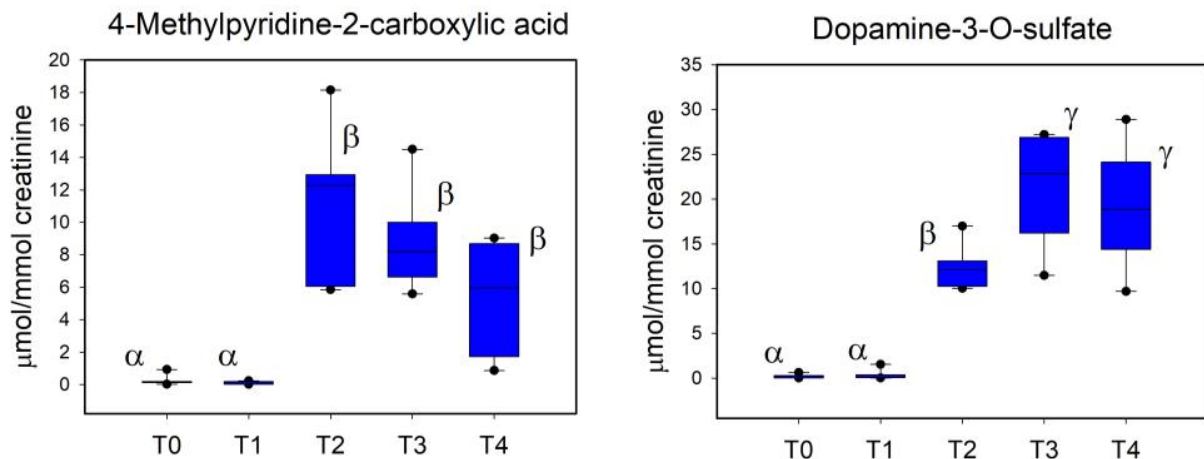 4-Methylpyridine-2-carboxylic acid
μmol/mmol creatinine
20
18
16
14
12
10
8
6
4
2
0
α
α
β
β
β
T0 T1 T2 T3 T4
Dopamine-3-O-sulfate
μmol/mmol creatinine
35
30
25
20
15
10
5
0
α
α
β
γ
γ
T0 T1 T2 T3 T4